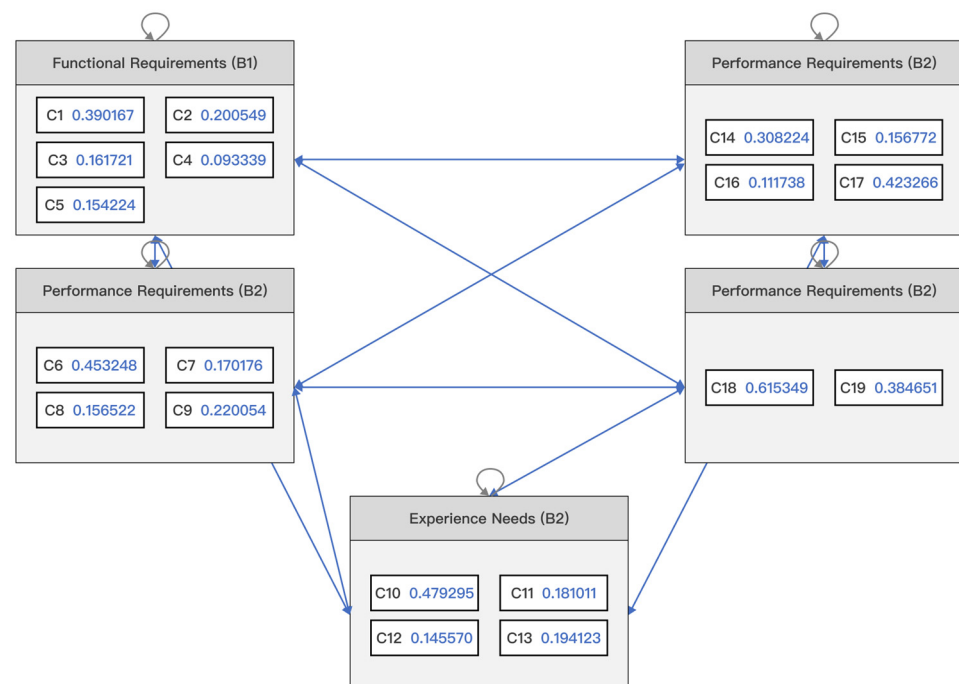 Functional Requirements (B1)
C1 0.390167
C2 0.200549
C3 0.161721
C4 0.093339
C5 0.154224
Performance Requirements (B2)
C14 0.308224
C15 0.156772
C16 0.111738
C17 0.423266
Performance Requirements (B2)
C6 0.453248
C7 0.170176
C8 0.156522
C9 0.220054
Performance Requirements (B2)
C18 0.615349
C19 0.384651
Experience Needs (B2)
C10 0.479295
C11 0.181011
C12 0.145570
C13 0.194123